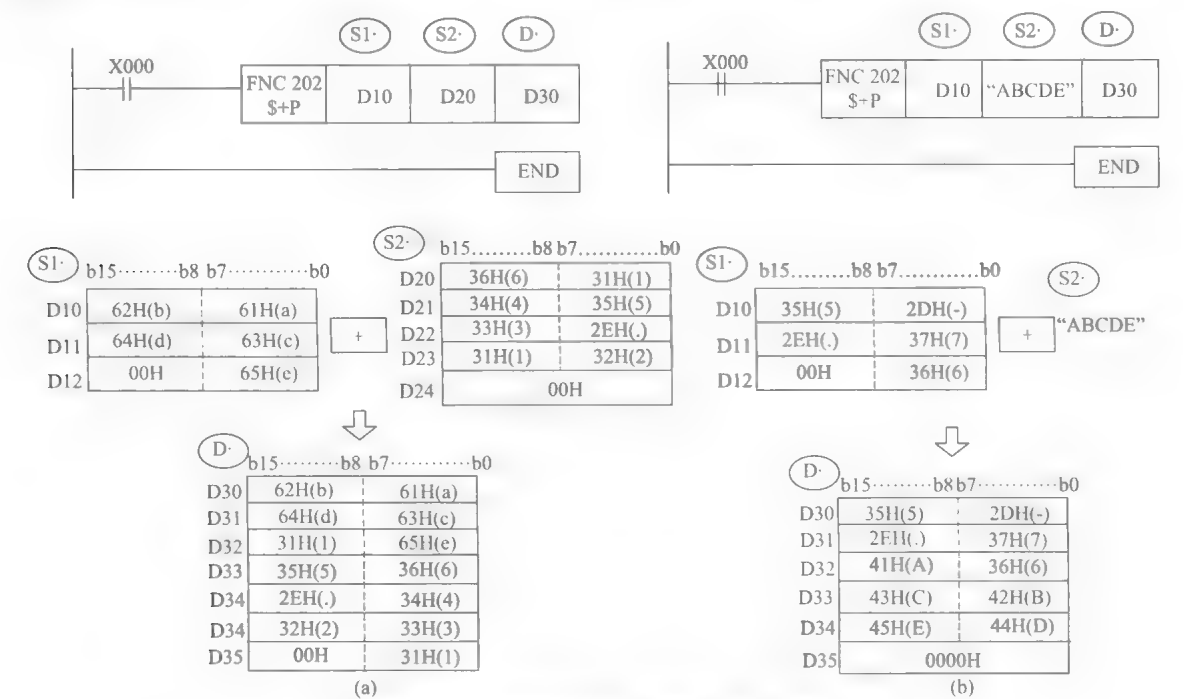 S1· S2· D·
X000
FNC 202 $+P D10 D20 D30
END
S1· S2· D·
X000
FNC 202 $+P D10 “ABCDE” D30
END
S1· b15·········b8 b7··········b0
D10 62H(b) 61H(a)
D11 64H(d) 63H(c)
D12 00H 65H(e)
+
S2· b15.........b8 b7...........b0
D20 36H(6) 31H(1)
D21 34H(4) 35H(5)
D22 33H(3) 2EH(.)
D23 31H(1) 32H(2)
D24 00H
D· b15·········b8 b7··········b0
D30 62H(b) 61H(a)
D31 64H(d) 63H(c)
D32 31H(1) 65H(e)
D33 35H(5) 36H(6)
D34 2EH(.) 34H(4)
D34 32H(2) 33H(3)
D35 00H 31H(1)
(a)
S1· b15.........b8 b7..........b0
D10 35H(5) 2DH(-)
D11 2EH(.) 37H(7)
D12 00H 36H(6)
+
S2·
“ABCDE”
D· b15········b8b7···········b0
D30 35H(5) 2DH(-)
D31 2EH(.) 37H(7)
D32 41H(A) 36H(6)
D33 43H(C) 42H(B)
D34 45H(E) 44H(D)
D35 0000H
(b)